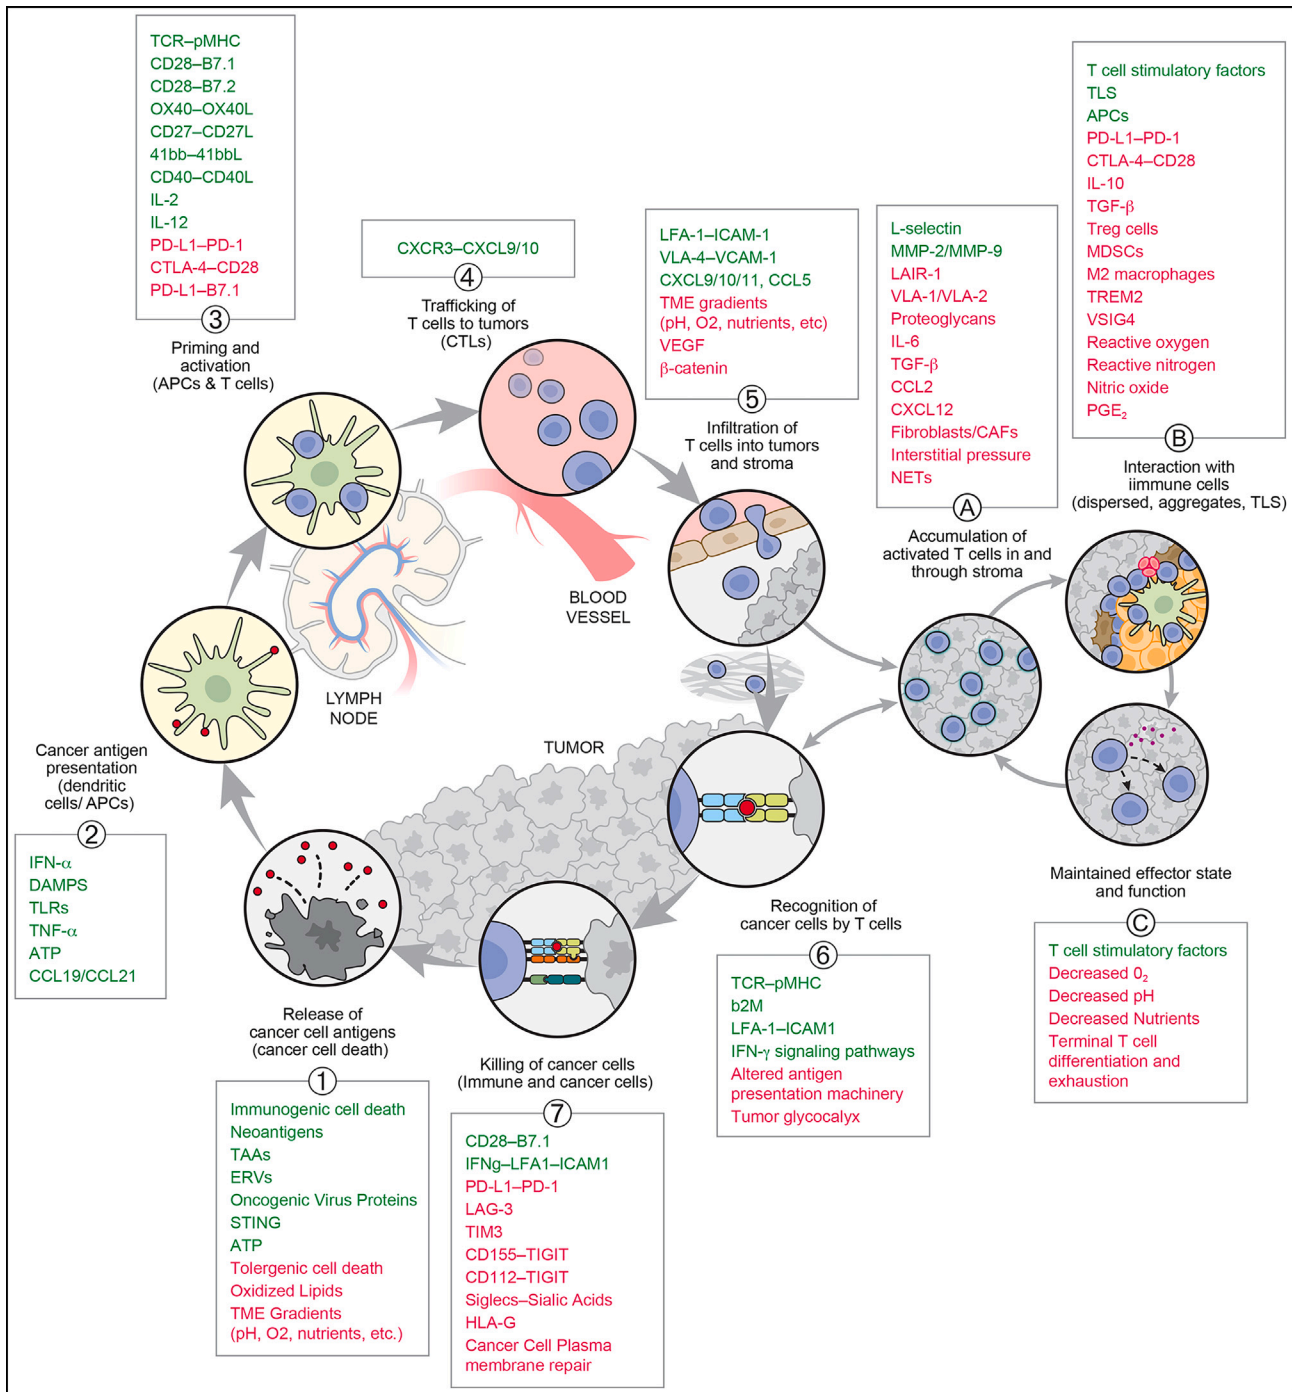 TCR–pMHC
CD28–B7.1
CD28–B7.2
OX40–OX40L
CD27–CD27L
41bb–41bbL
CD40–CD40L
IL-2
IL-12
PD-L1–PD-1
CTLA-4–CD28
PD-L1–B7.1
3
Priming and
activation
(APCs & T cells)
CXCR3–CXCL9/10
4
Trafficking of
T cells to tumors
(CTLs)
LFA-1–ICAM-1
VLA-4–VCAM-1
CXCL9/10/11, CCL5
TME gradients
(pH, O2, nutrients, etc)
VEGF
β-catenin
5
Infiltration of
T cells into tumors
and stroma
L-selectin
MMP-2/MMP-9
LAIR-1
VLA-1/VLA-2
Proteoglycans
IL-6
TGF-β
CCL2
CXCL12
Fibroblasts/CAFs
Interstitial pressure
NETs
A
Accumulation of
activated T cells in and
through stroma
T cell stimulatory factors
TLS
APCs
PD-L1–PD-1
CTLA-4–CD28
IL-10
TGF-β
Treg cells
MDSCs
M2 macrophages
TREM2
VSIG4
Reactive oxygen
Reactive nitrogen
Nitric oxide
PGE₂
B
Interaction with
iimmune cells
(dispersed, aggregates, TLS)
BLOOD
VESSEL
LYMPH
NODE
TUMOR
Cancer antigen
presentation
(dendritic
cells/ APCs)
2
IFN-α
DAMPS
TLRs
TNF-α
ATP
CCL19/CCL21
Release of
cancer cell antigens
(cancer cell death)
1
Immunogenic cell death
Neoantigens
TAAs
ERVs
Oncogenic Virus Proteins
STING
ATP
Tolergenic cell death
Oxidized Lipids
TME Gradients
(pH, O2, nutrients, etc.)
Killing of cancer cells
(Immune and cancer cells)
7
CD28–B7.1
IFNg–LFA1–ICAM1
PD-L1–PD-1
LAG-3
TIM3
CD155–TIGIT
CD112–TIGIT
Siglecs–Sialic Acids
HLA-G
Cancer Cell Plasma
membrane repair
Recognition of
cancer cells by T cells
6
TCR–pMHC
b2M
LFA-1–ICAM1
IFN-γ signaling pathways
Altered antigen
presentation machinery
Tumor glycocalyx
Maintained effector state
and function
C
T cell stimulatory factors
Decreased 0₂
Decreased pH
Decreased Nutrients
Terminal T cell
differentiation and
exhaustion